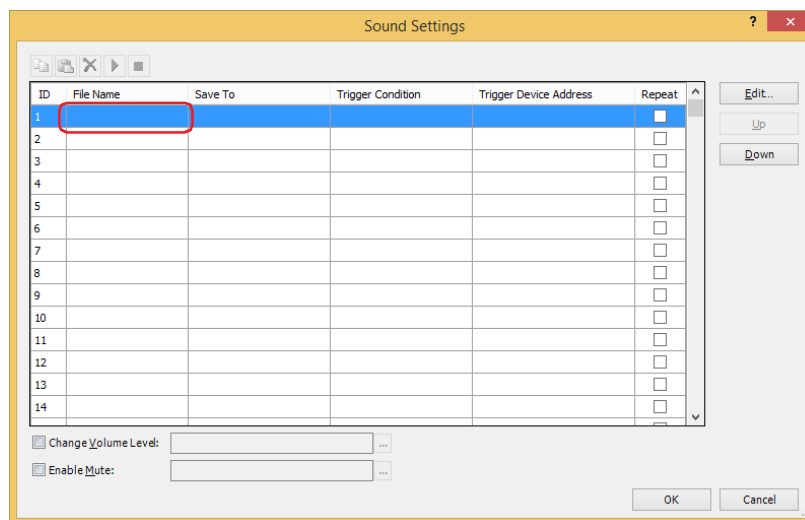 Sound Settings
? ×
ID File Name Save To Trigger Condition Trigger Device Address Repeat
1
2
3
4
5
6
7
8
9
10
11
12
13
14
Edit...
Up
Down
Change Volume Level: ...
Enable Mute: ...
OK Cancel